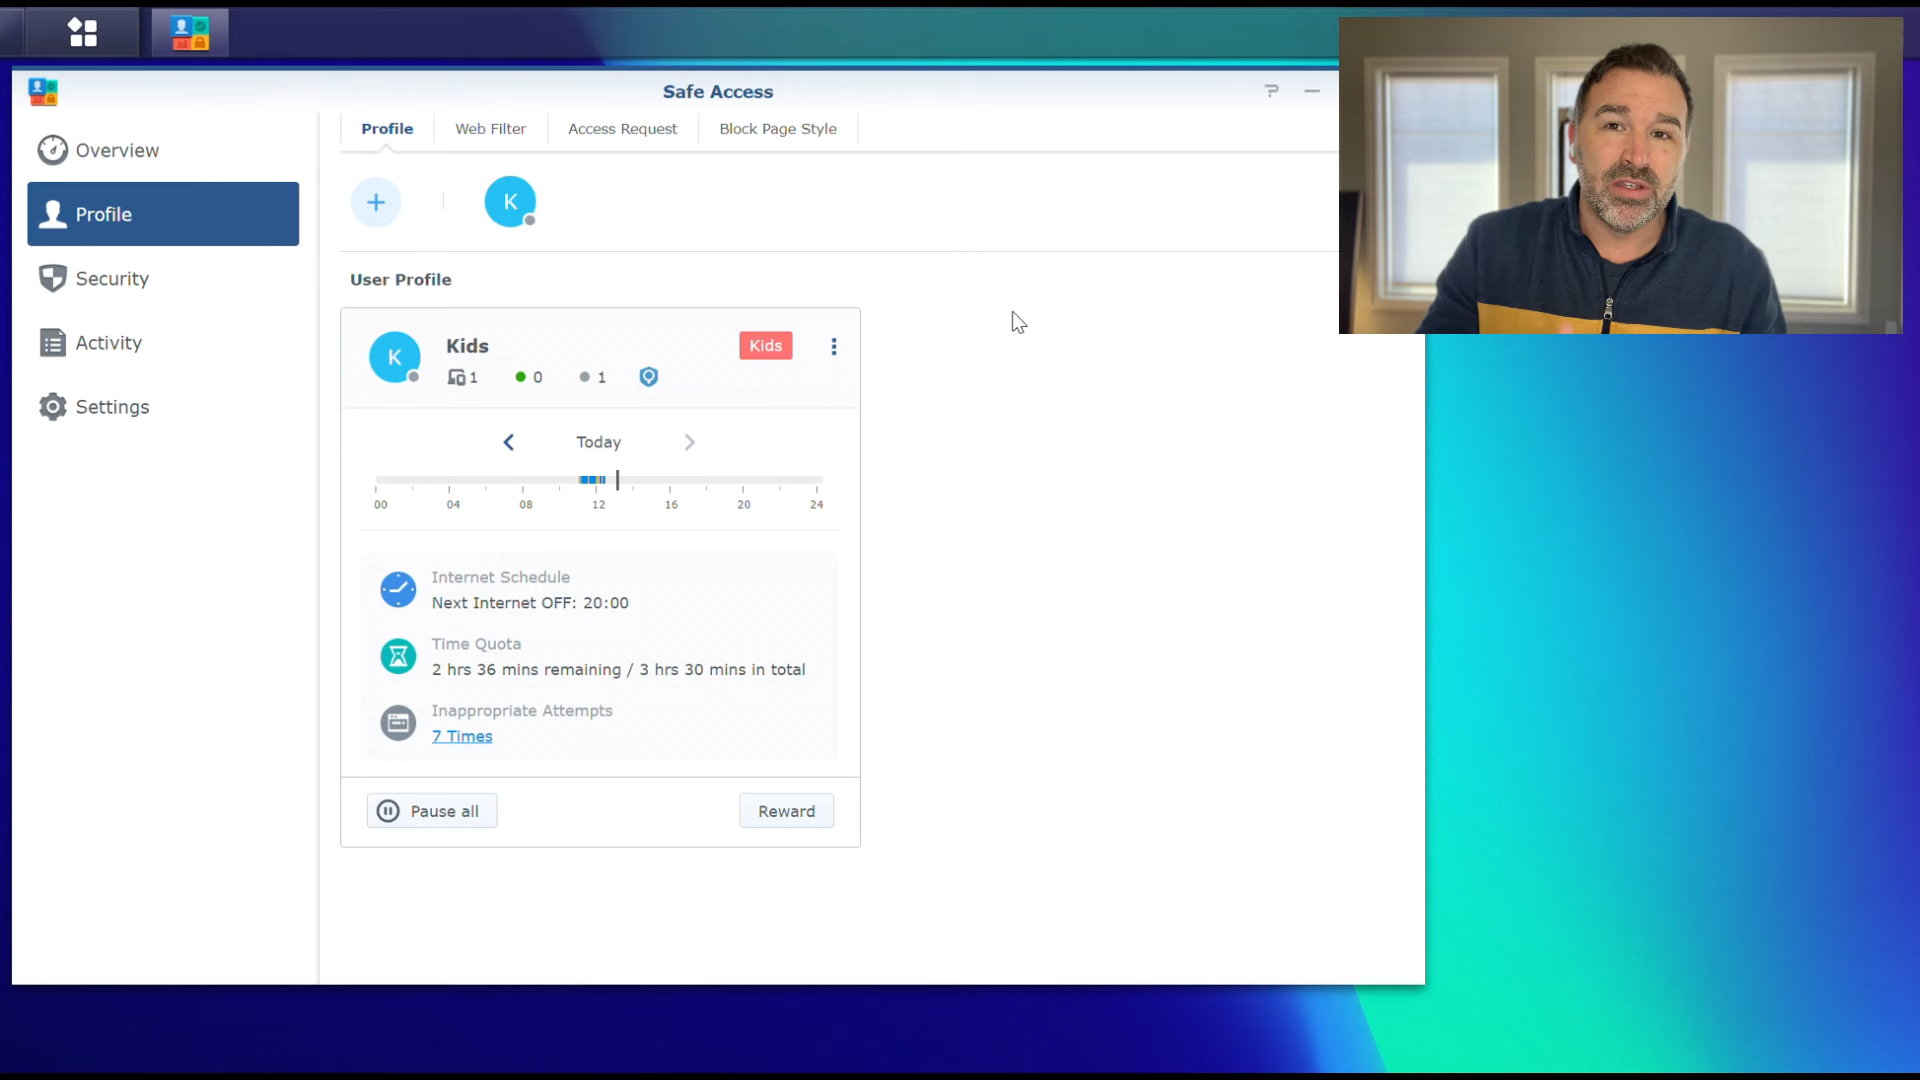 Safe Access
Overview
Profile
Security
Activity
Settings
Profile
Web Filter
Access Request
Block Page Style
K
User Profile
K
Kids
Kids
1
0
1
Today
00
04
08
12
16
20
24
Internet Schedule
Next Internet OFF: 20:00
Time Quota
2 hrs 36 mins remaining / 3 hrs 30 mins in total
Inappropriate Attempts
7 Times
Pause all
Reward